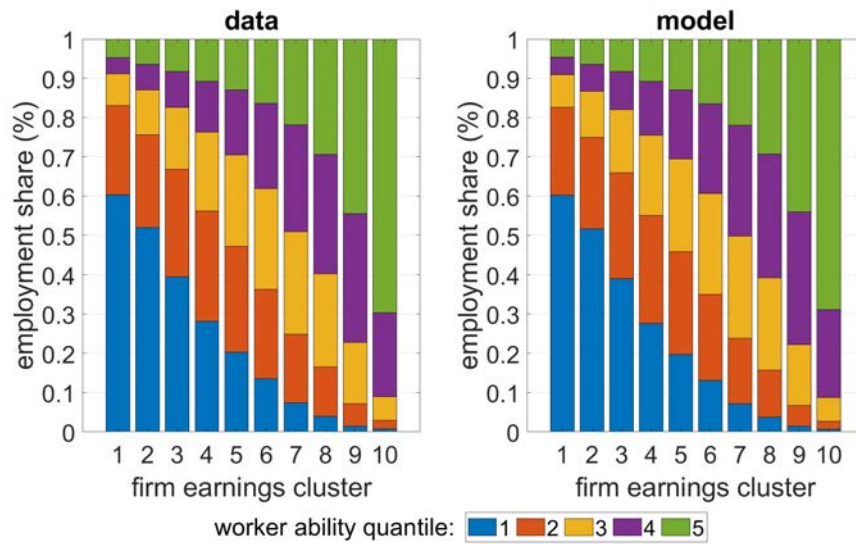 data
model
employment share (%)
1
0.9
0.8
0.7
0.6
0.5
0.4
0.3
0.2
0.1
0
1 2 3 4 5 6 7 8 9 10
firm earnings cluster
employment share (%)
1
0.9
0.8
0.7
0.6
0.5
0.4
0.3
0.2
0.1
0
1 2 3 4 5 6 7 8 9 10
firm earnings cluster
worker ability quantile: 1 2 3 4 5